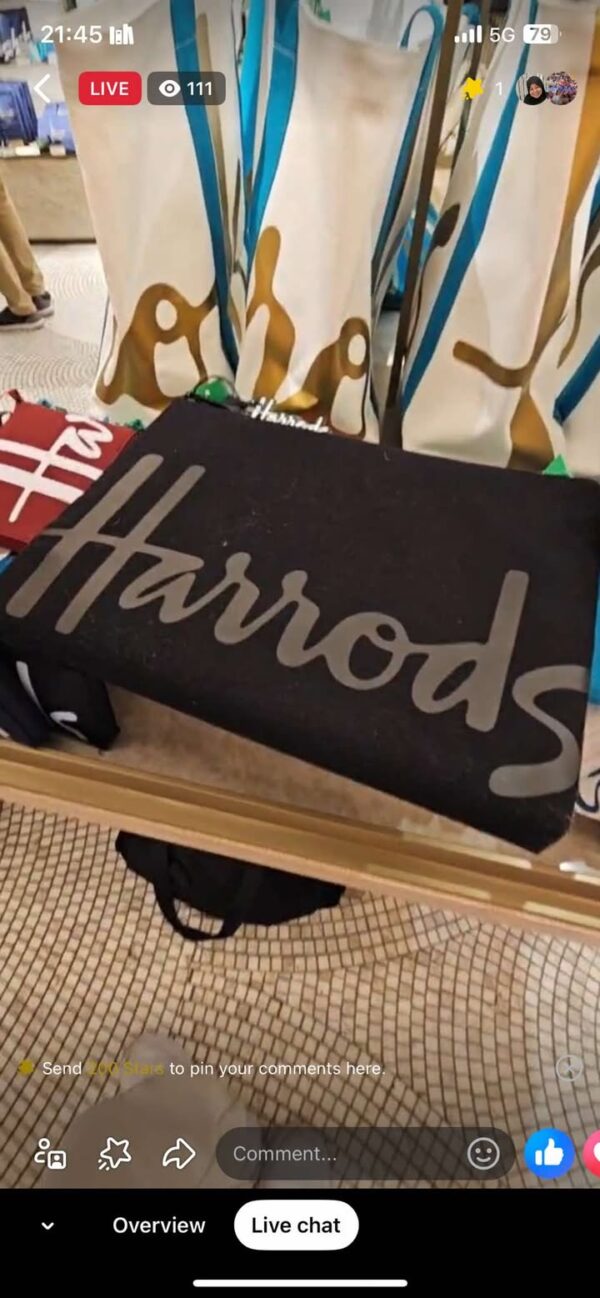 21:45
5G 79
LIVE
111
1
Harrods
Ha
Harrods
Send 200 Stars to pin your comments here.
Comment...
Overview
Live chat